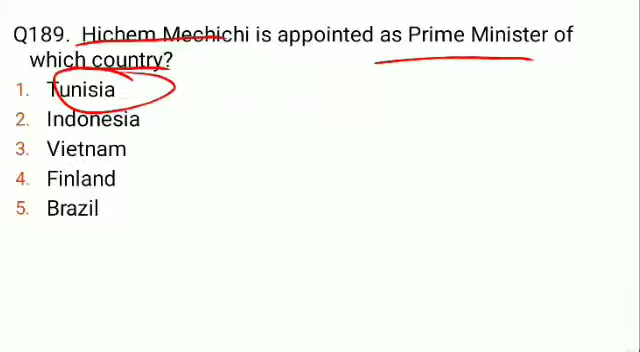 Q189. Hichem Mechichi is appointed as Prime Minister of
which country?
1. Tunisia
2. Indonesia
3. Vietnam
4. Finland
5. Brazil